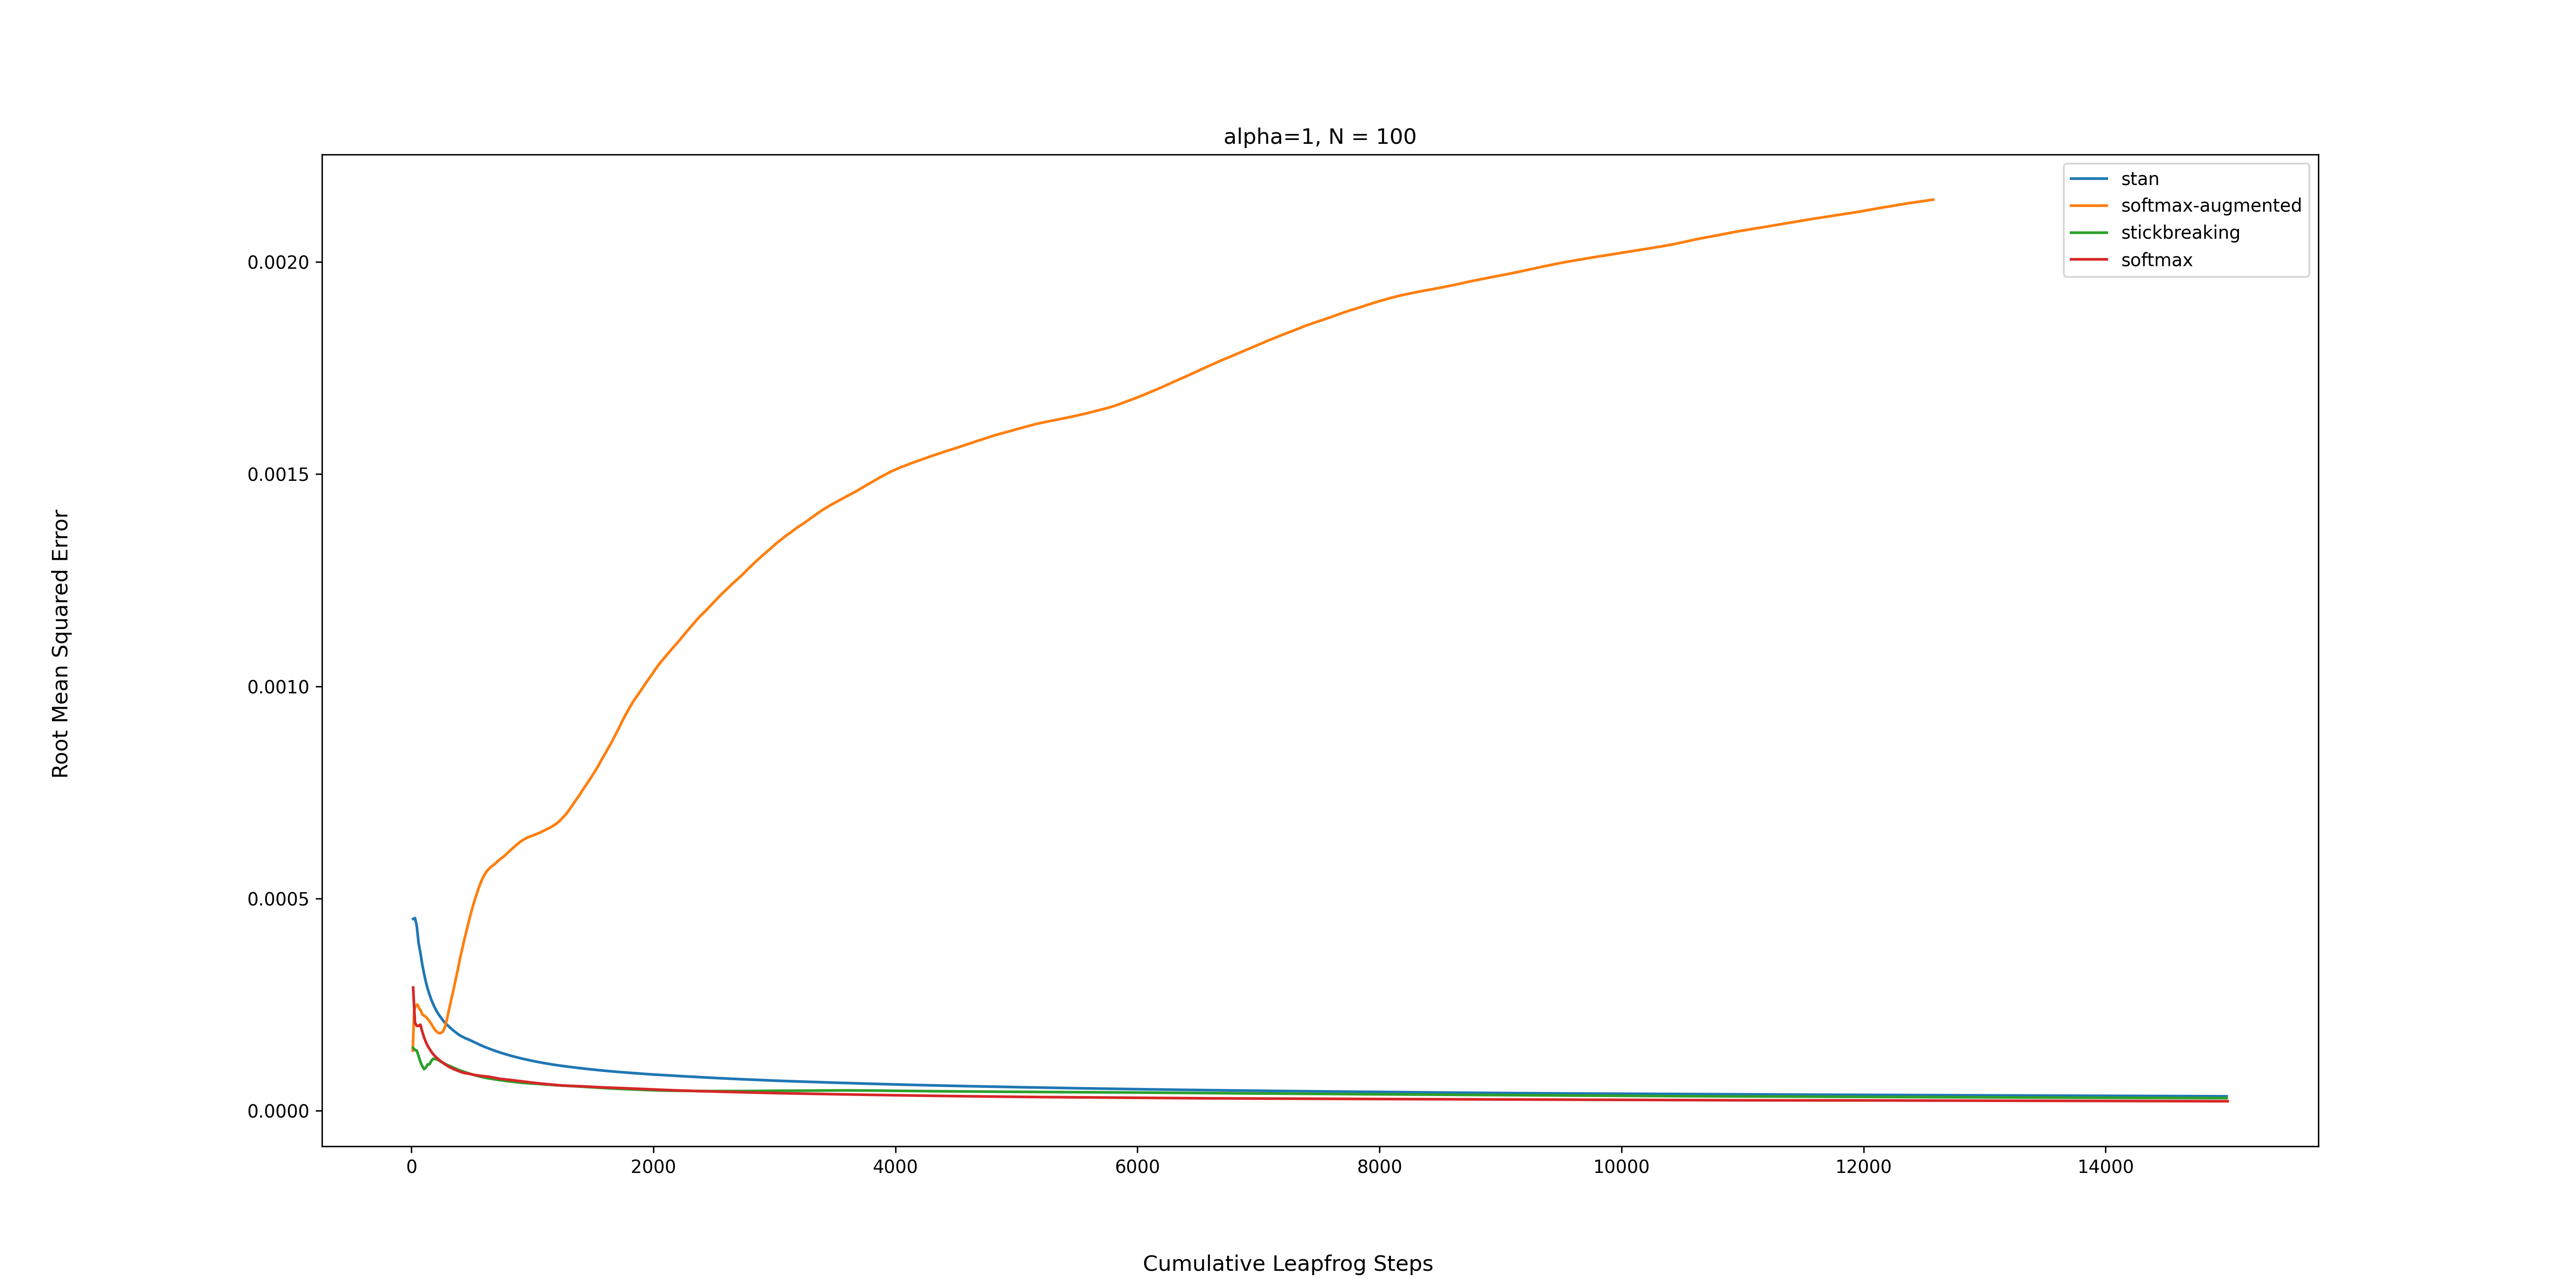 alpha=1, N = 100
stan
softmax-augmented
stickbreaking
softmax
Root Mean Squared Error
0.0020
0.0015
0.0010
0.0005
0.0000
0 2000 4000 6000 8000 10000 12000 14000
Cumulative Leapfrog Steps